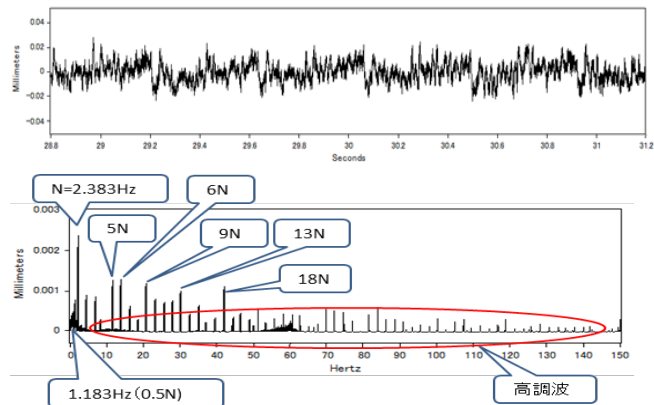 0.04
0.02
0
-0.02
-0.04
Millimeters
28.8 29 29.2 29.4 29.6 29.8 30 30.2 30.4 30.6 30.8 31 31.2
Seconds
N=2.383Hz
6N
5N
9N
13N
18N
0.003
0.002
0.001
0
Millimeters
0 10 20 30 40 50 60 70 80 90 100 110 120 130 140 150
Hertz
1.183Hz(0.5N)
高調波